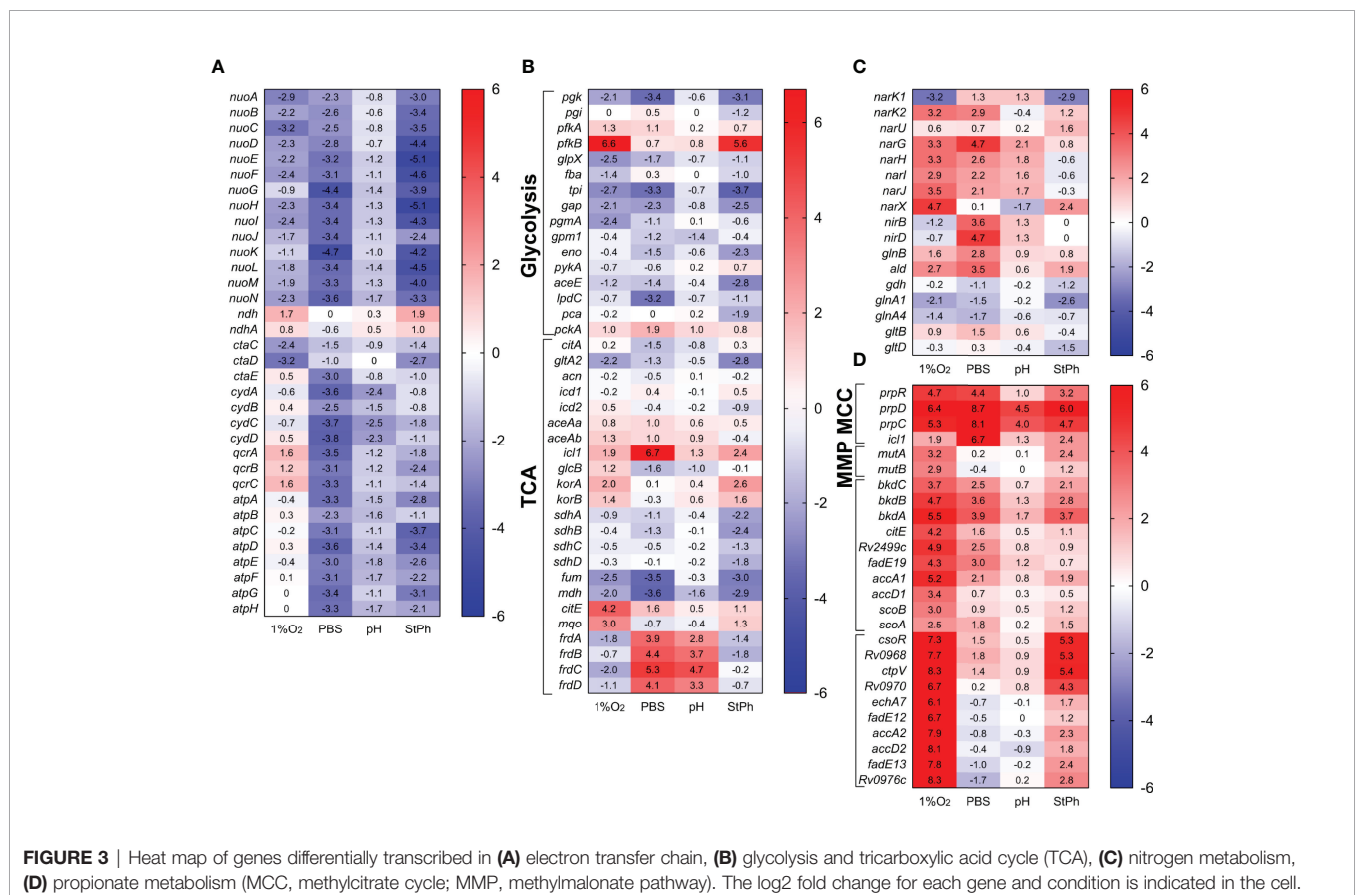 A
nuoA -2.9 -2.3 -0.8 -3.0
nuoB -2.2 -2.6 -0.6 -3.4
nuoC -3.2 -2.5 -0.8 -3.5
nuoD -2.3 -2.8 -0.7 -4.4
nuoE -2.2 -3.2 -1.2 -5.1
nuoF -2.4 -3.1 -1.1 -4.6
nuoG -0.9 -4.4 -1.4 -3.9
nuoH -2.3 -3.4 -1.3 -5.1
nuoI -2.4 -3.4 -1.3 -4.3
nuoJ -1.7 -3.4 -1.1 -2.4
nuoK -1.1 -4.7 -1.0 -4.2
nuoL -1.8 -3.4 -1.4 -4.5
nuoM -1.9 -3.3 -1.3 -4.0
nuoN -2.3 -3.6 -1.7 -3.3
ndh 1.7 0 0.3 1.9
ndhA 0.8 -0.6 0.5 1.0
ctaC -2.4 -1.5 -0.9 -1.4
ctaD -3.2 -1.0 0 -2.7
ctaE 0.5 -3.0 -0.8 -1.0
cydA -0.6 -3.6 -2.4 -0.8
cydB 0.4 -2.5 -1.5 -0.8
cydC -0.7 -3.7 -2.5 -1.8
cydD 0.5 -3.8 -2.3 -1.1
qcrA 1.6 -3.5 -1.2 -1.8
qcrB 1.2 -3.1 -1.2 -2.4
qcrC 1.6 -3.3 -1.1 -1.4
atpA -0.4 -3.3 -1.5 -2.8
atpB 0.3 -2.3 -1.6 -1.1
atpC -0.2 -3.1 -1.1 -3.7
atpD 0.3 -3.6 -1.4 -3.4
atpE -0.4 -3.0 -1.8 -2.6
atpF 0.1 -3.1 -1.7 -2.2
atpG 0 -3.4 -1.1 -3.1
atpH 0 -3.3 -1.7 -2.1
1%O2 PBS pH StPh
6
4
2
0
-2
-4
-6
B
Glycolysis
pgk -2.1 -3.4 -0.6 -3.1
pgi 0 0.5 0 -1.2
pfkA 1.3 1.1 0.2 0.7
pfkB 6.6 0.7 0.8 5.6
glpX -2.5 -1.7 -0.7 -1.1
fba -1.4 0.3 0 -1.0
tpi -2.7 -3.3 -1.2 -3.7
gap -2.1 -2.3 -0.8 -2.5
pgmA -2.4 -1.1 0.1 -0.6
gpm1 -0.4 -1.2 -1.4 -0.4
eno -0.4 -1.5 -0.6 -2.3
pykA -0.7 -0.6 0.2 0.7
aceE -1.2 -1.4 -0.4 -2.8
lpdC -0.7 -3.2 -0.7 -1.1
pca -0.2 0 0.2 -1.9
pckA 1.0 1.9 1.0 0.8
TCA
citA 0.2 -1.5 -0.8 0.3
gltA2 -2.2 -1.3 -0.5 -2.8
acn -0.2 -0.5 0.1 -0.2
icd1 -0.2 0.4 -0.1 0.5
icd2 0.5 -0.4 -0.2 -0.9
aceAa 0.8 1.0 0.6 0.5
aceAb 1.3 1.0 0.9 -0.4
icl1 1.9 6.7 1.3 2.4
glcB 1.2 -1.6 -1.0 -0.1
korA 2.0 0.1 0.4 2.6
korB 1.4 -0.3 0.6 1.6
sdhA -0.9 -1.1 -0.4 -2.2
sdhB -0.4 -1.3 -0.1 -2.4
sdhC -0.5 -0.5 -0.2 -1.3
sdhD -0.3 -0.1 -0.2 -1.8
fum -2.5 -3.5 -0.3 -3.0
mdh -2.0 -3.6 -1.6 -2.9
citE 4.2 1.6 0.5 1.1
mqo 3.0 -0.7 -0.4 1.3
frdA -1.8 3.9 2.8 -1.4
frdB -0.7 4.4 3.7 -1.8
frdC -2.0 5.3 4.7 -0.2
frdD -1.1 4.1 3.3 -0.7
1%O2 PBS pH StPh
6
4
2
0
-2
-4
-6
C
narK1 -3.2 1.3 1.3 -2.9
narK2 3.2 2.9 -0.4 1.2
narU 0.6 0.7 0.2 1.6
narG 3.3 4.7 2.1 0.8
narH 3.3 2.6 1.8 -0.6
narI 2.9 2.2 1.6 -0.6
narJ 3.5 2.1 1.7 -0.3
narX 4.7 0.1 -1.7 2.4
nirB -1.2 3.6 1.3 0
nirD -0.7 4.7 1.3 0
glnB 1.6 2.8 0.9 0.8
ald 2.7 3.5 0.6 1.9
gdh -0.2 -1.1 -0.2 -1.2
glnA1 -2.1 -1.5 -0.2 -2.6
glnA4 -1.4 -1.7 -0.6 -0.7
gltB 0.9 1.5 0.6 -0.4
gltD -0.3 0.3 -0.4 -1.5
1%O2 PBS pH StPh
6
4
2
0
-2
-4
-6
D
MMP MCC
prpR 4.7 4.4 1.0 3.2
prpD 6.4 8.7 4.5 6.0
prpC 5.3 8.1 4.0 4.7
icl1 1.9 6.7 1.3 2.4
mutA 3.2 0.2 0.1 2.4
mutB 2.9 -0.4 0 1.2
bkdC 3.7 2.5 0.7 2.1
bkdB 4.7 3.6 1.3 2.8
bkdA 5.5 3.9 1.7 3.7
citE 4.2 1.6 0.5 1.1
Rv2499c 4.9 2.5 0.8 0.9
fadE19 4.3 3.0 1.2 0.7
accA1 5.2 2.1 0.8 1.9
accD1 3.4 0.7 0.3 0.5
scoB 3.0 0.9 0.5 1.2
scoA 2.6 1.8 0.2 1.5
csoR 7.3 1.5 0.5 5.3
Rv0968 7.7 1.8 0.9 5.3
ctpV 8.3 1.4 0.9 5.4
Rv0970 6.7 0.2 0.8 4.3
echA7 6.1 -0.7 -0.1 1.7
fadE12 6.7 -0.5 0 1.2
accA2 7.9 -0.8 -0.3 2.3
accD2 8.1 -0.4 -0.9 1.8
fadE13 7.8 -1.0 -0.2 2.4
Rv0976c 8.3 -1.7 0.2 2.8
1%O2 PBS pH StPh
6
4
2
0
-2
-4
-6
FIGURE 3 | Heat map of genes differentially transcribed in (A) electron transfer chain, (B) glycolysis and tricarboxylic acid cycle (TCA), (C) nitrogen metabolism,
(D) propionate metabolism (MCC, methylcitrate cycle; MMP, methylmalonate pathway). The log2 fold change for each gene and condition is indicated in the cell.